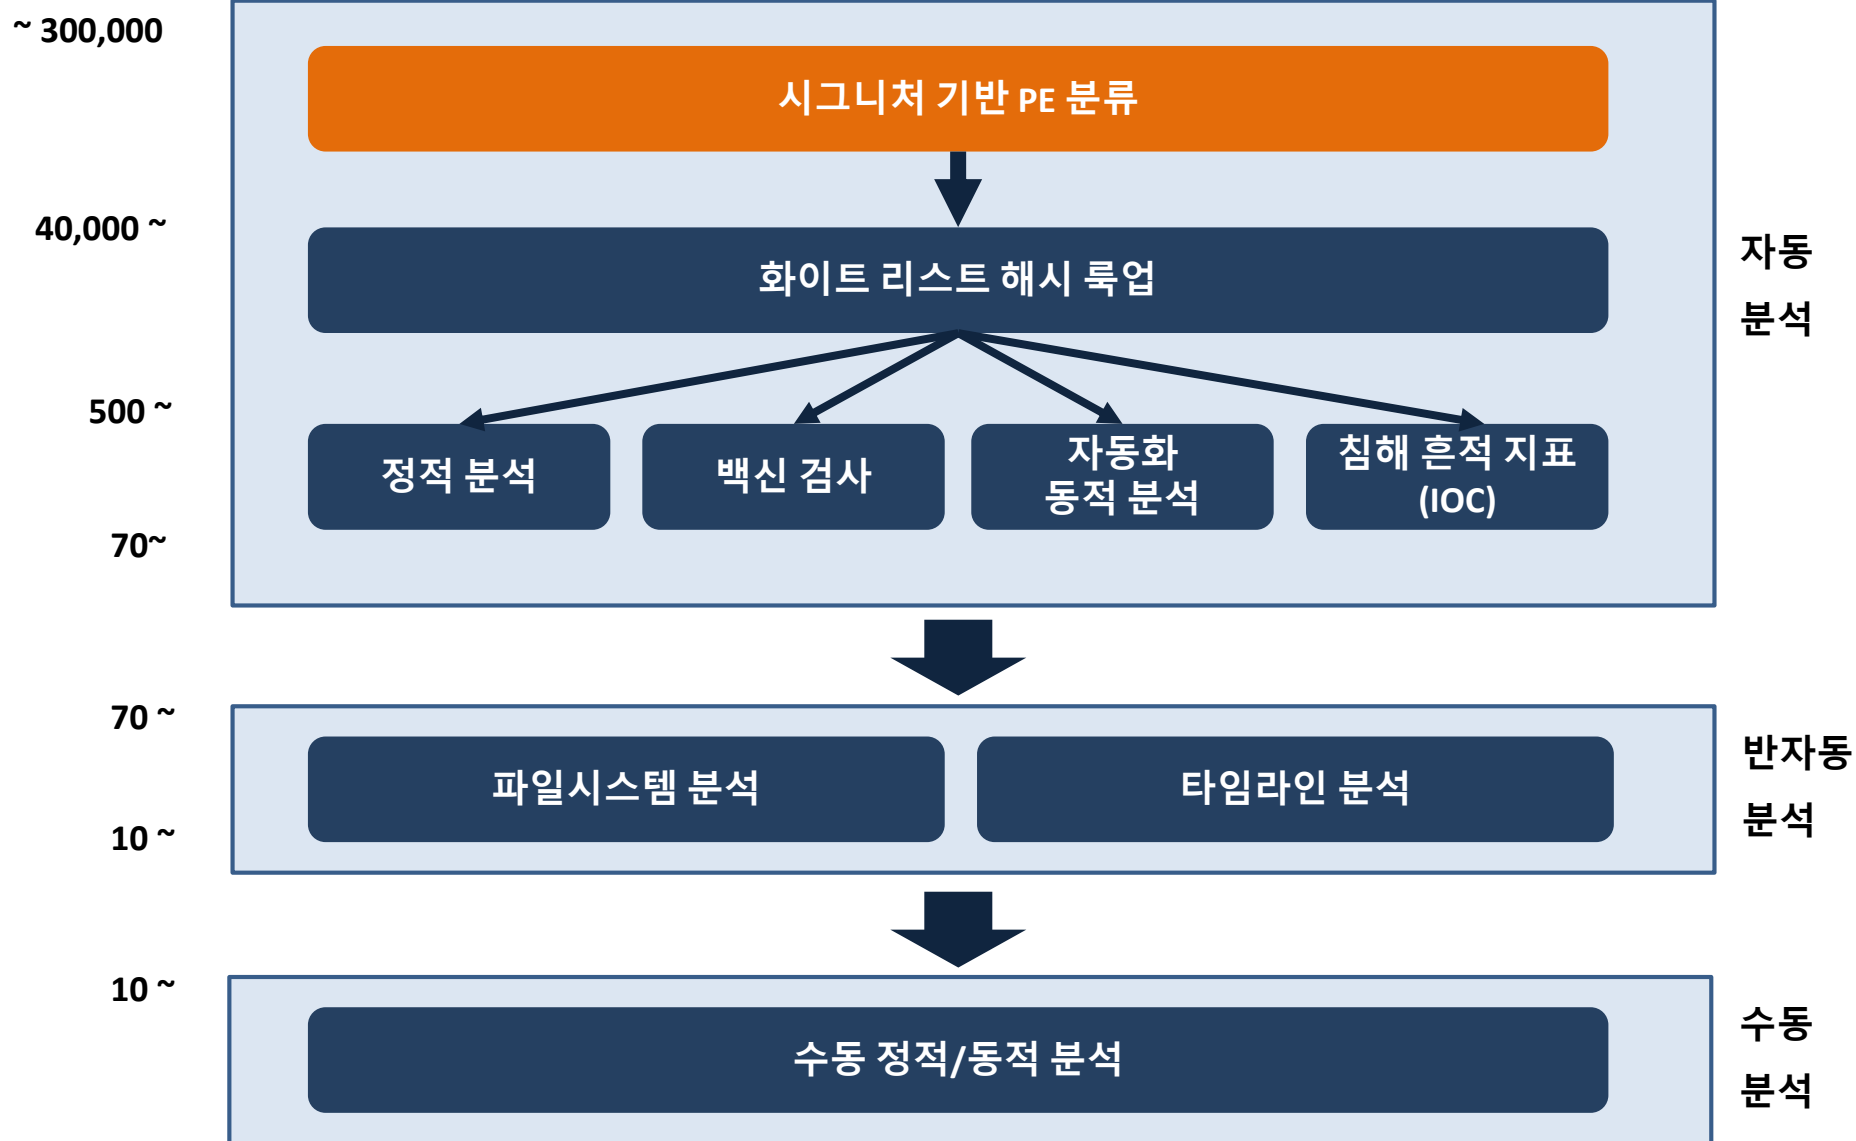 ~ 300,000
시그니처 기반 PE 분류
40,000 ~
화이트 리스트 해시 룩업
자동
분석
500 ~
정적 분석
백신 검사
자동화
동적 분석
침해 흔적 지표
(IOC)
70~
70 ~
파일시스템 분석
타임라인 분석
반자동
분석
10 ~
10 ~
수동 정적/동적 분석
수동
분석